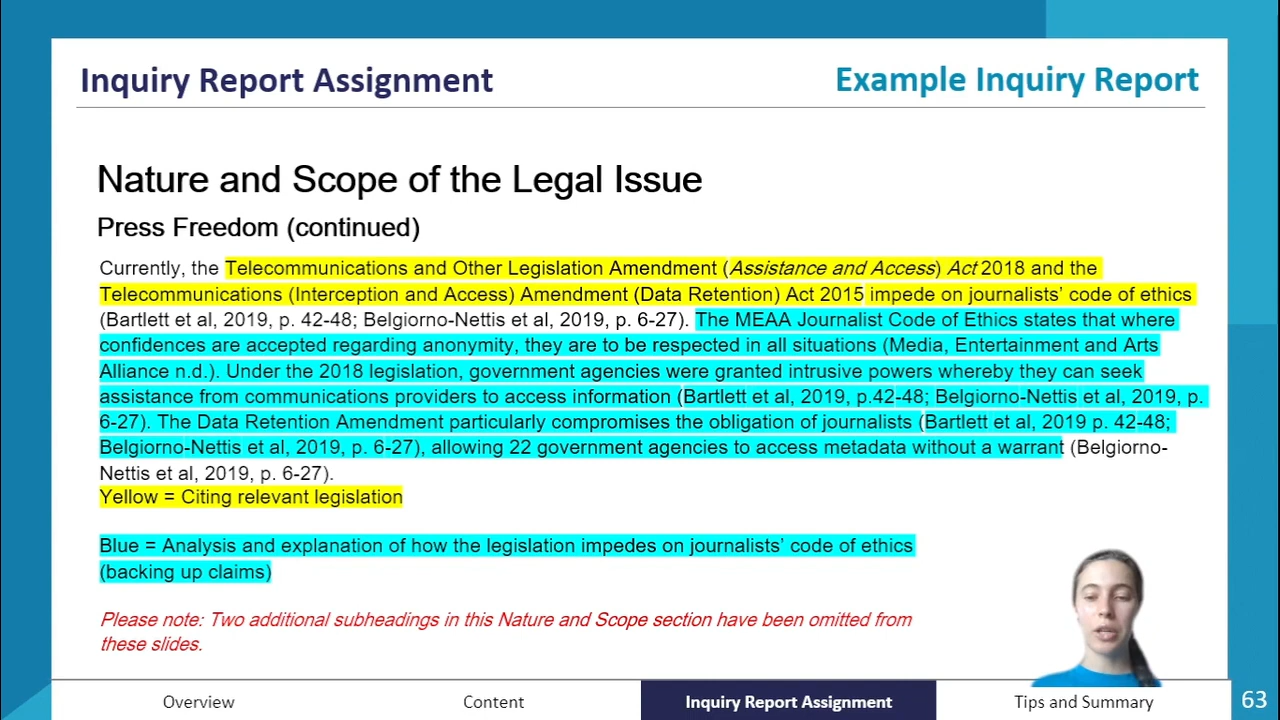 Inquiry Report Assignment
Example Inquiry Report
Nature and Scope of the Legal Issue
Press Freedom (continued)
Currently, the Telecommunications and Other Legislation Amendment (Assistance and Access) Act 2018 and the
Telecommunications (Interception and Access) Amendment (Data Retention) Act 2015 impede on journalists’ code of ethics
(Bartlett et al, 2019, p. 42-48; Belgiorno-Nettis et al, 2019, p. 6-27). The MEAA Journalist Code of Ethics states that where
confidences are accepted regarding anonymity, they are to be respected in all situations (Media, Entertainment and Arts
Alliance n.d.). Under the 2018 legislation, government agencies were granted intrusive powers whereby they can seek
assistance from communications providers to access information (Bartlett et al, 2019, p.42-48; Belgiorno-Nettis et al, 2019, p.
6-27). The Data Retention Amendment particularly compromises the obligation of journalists (Bartlett et al, 2019 p. 42-48;
Belgiorno-Nettis et al, 2019, p. 6-27), allowing 22 government agencies to access metadata without a warrant (Belgiorno-
Nettis et al, 2019, p. 6-27).
Yellow = Citing relevant legislation
Blue = Analysis and explanation of how the legislation impedes on journalists’ code of ethics
(backing up claims)
Please note: Two additional subheadings in this Nature and Scope section have been omitted from
these slides.
Overview
Content
Inquiry Report Assignment
Tips and Summary
63